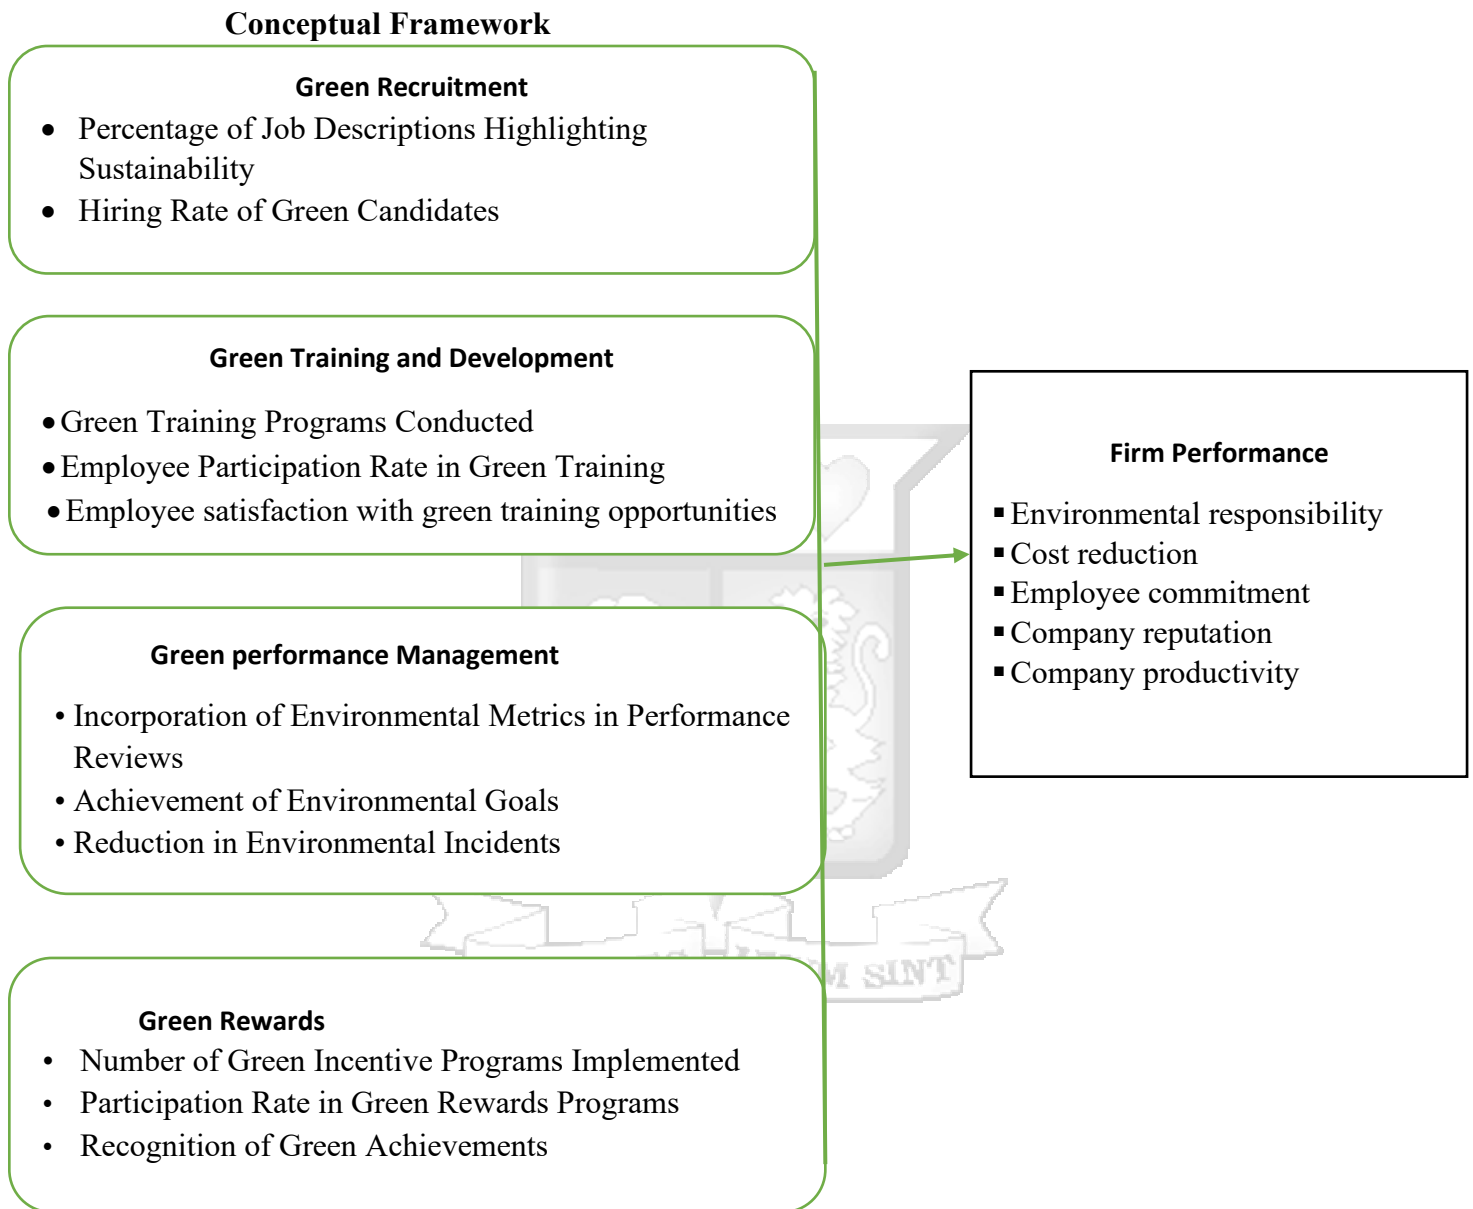 Conceptual Framework
Green Recruitment
• Percentage of Job Descriptions Highlighting
Sustainability
• Hiring Rate of Green Candidates
Green Training and Development
• Green Training Programs Conducted
• Employee Participation Rate in Green Training
• Employee satisfaction with green training opportunities
Green performance Management
• Incorporation of Environmental Metrics in Performance
Reviews
• Achievement of Environmental Goals
• Reduction in Environmental Incidents
Green Rewards
• Number of Green Incentive Programs Implemented
• Participation Rate in Green Rewards Programs
• Recognition of Green Achievements
Firm Performance
▪ Environmental responsibility
▪ Cost reduction
▪ Employee commitment
▪ Company reputation
▪ Company productivity
SINT